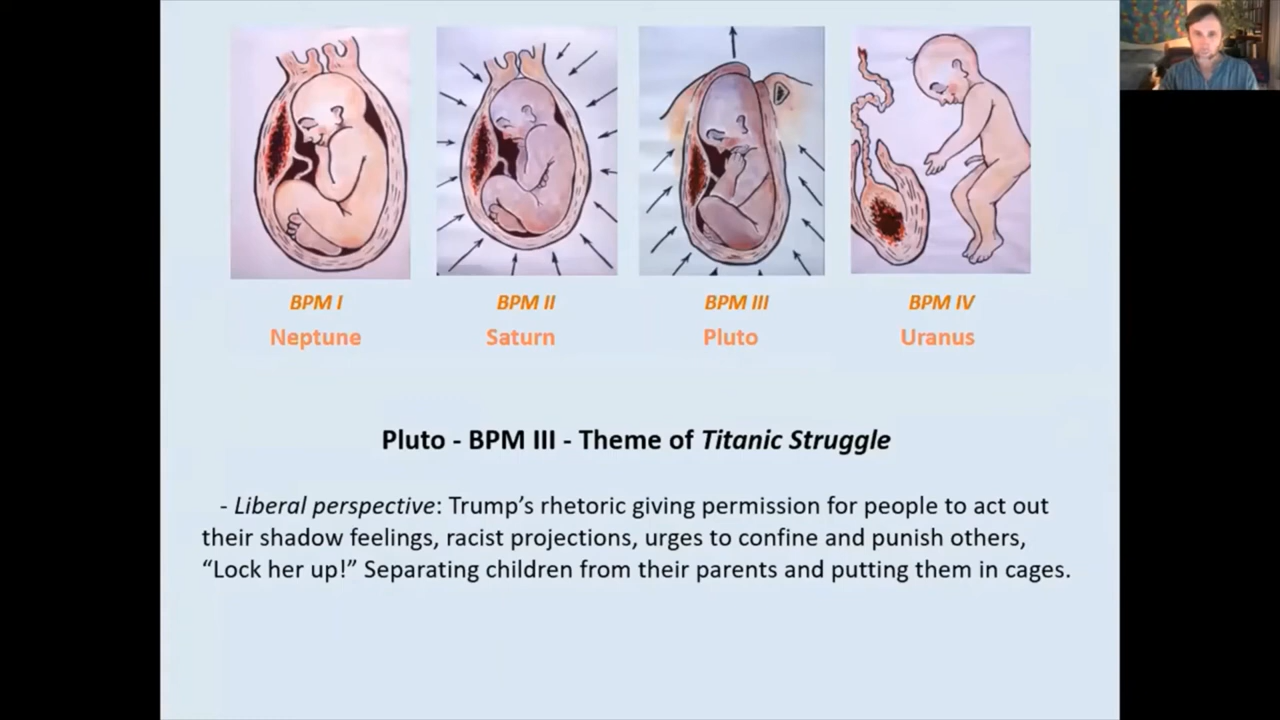 BPM I BPM II BPM III BPM IV
Neptune Saturn Pluto Uranus
Pluto - BPM III - Theme of Titanic Struggle
- Liberal perspective: Trump’s rhetoric giving permission for people to act out
their shadow feelings, racist projections, urges to confine and punish others,
“Lock her up!” Separating children from their parents and putting them in cages.